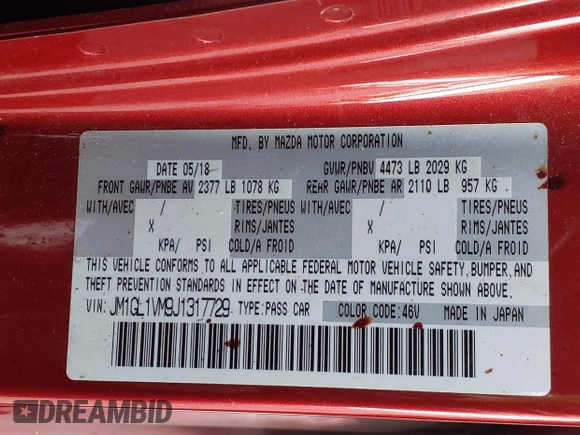 MFD. BY MAZDA MOTOR CORPORATION
DATE 05/18 GVWR/PNBV 4473 LB 2029 KG
FRONT GAWR/PNBE AV 2377 LB 1078 KG REAR GAWR/PNBE AR 2110 LB 957 KG
WITH/AVEC / TIRES/PNEUS WITH/AVEC / TIRES/PNEUS
X RIMS/JANTES X RIMS/JANTES
KPA/ PSI COLD/A FROID KPA/ PSI COLD/A FROID
THIS VEHICLE CONFORMS TO ALL APPLICABLE FEDERAL MOTOR VEHICLE SAFETY, BUMPER, AND
THEFT PREVENTION STANDARDS IN EFFECT ON THE DATE OF MANUFACTURE SHOWN ABOVE.
VIN: JM1GL1VM9J1317729 TYPE:PASS CAR COLOR CODE:46V MADE IN JAPAN
DREAMBID